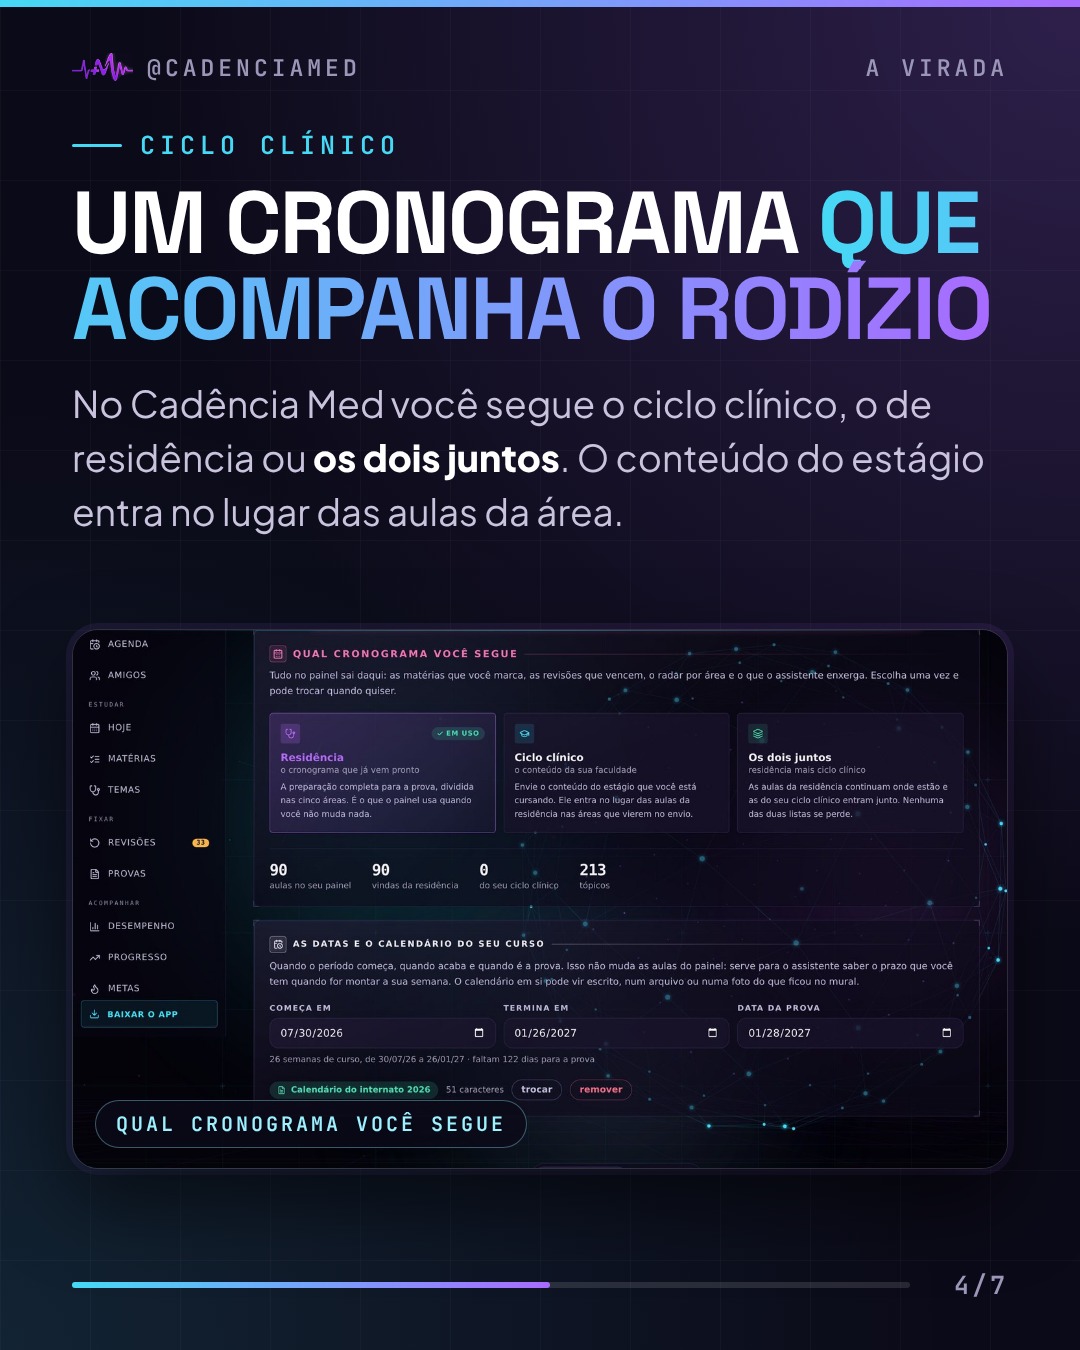 @CADENCIAMED
A VIRADA
CICLO CLÍNICO
UM CRONOGRAMA QUE
ACOMPANHA O RODÍZIO
No Cadência Med você segue o ciclo clínico, o de
residência ou os dois juntos. O conteúdo do estágio
entra no lugar das aulas da área.
AGENDA
AMIGOS
ESTUDAR
HOJE
MATÉRIAS
TEMAS
FIXAR
REVISÕES 33
PROVAS
ACOMPANHAR
DESEMPENHO
PROGRESSO
METAS
BAIXAR O APP
QUAL CRONOGRAMA VOCÊ SEGUE
Tudo no painel sai daqui: as matérias que você marca, as revisões que vencem, o radar por área e o que o assistente enxerga. Escolha uma vez e
pode trocar quando quiser.
EM USO
Residência
o cronograma que já vem pronto
A preparação completa para a prova, dividida
nas cinco áreas. É o que o painel usa quando
você não muda nada.
Ciclo clínico
o conteúdo da sua faculdade
Envie o conteúdo do estágio que você está
cursando. Ele entra no lugar das aulas da
residência nas áreas que vierem no envio.
Os dois juntos
residência mais ciclo clínico
As aulas da residência continuam onde estão e
as do seu ciclo clínico entram junto. Nenhuma
das duas listas se perde.
90
aulas no seu painel
90
vindas da residência
0
do seu ciclo clínico
213
tópicos
AS DATAS E O CALENDÁRIO DO SEU CURSO
Quando o período começa, quando acaba e quando é a prova. Isso não muda as aulas do painel: serve para o assistente saber o prazo que você
tem quando for montar a sua semana. O calendário em si pode vir escrito, num arquivo ou numa foto do que ficou no mural.
COMEÇA EM
07/30/2026
TERMINA EM
01/26/2027
DATA DA PROVA
01/28/2027
26 semanas de curso, de 30/07/26 a 26/01/27 · faltam 122 dias para a prova
Calendário do internato 2026 51 caracteres trocar remover
QUAL CRONOGRAMA VOCÊ SEGUE
4/7